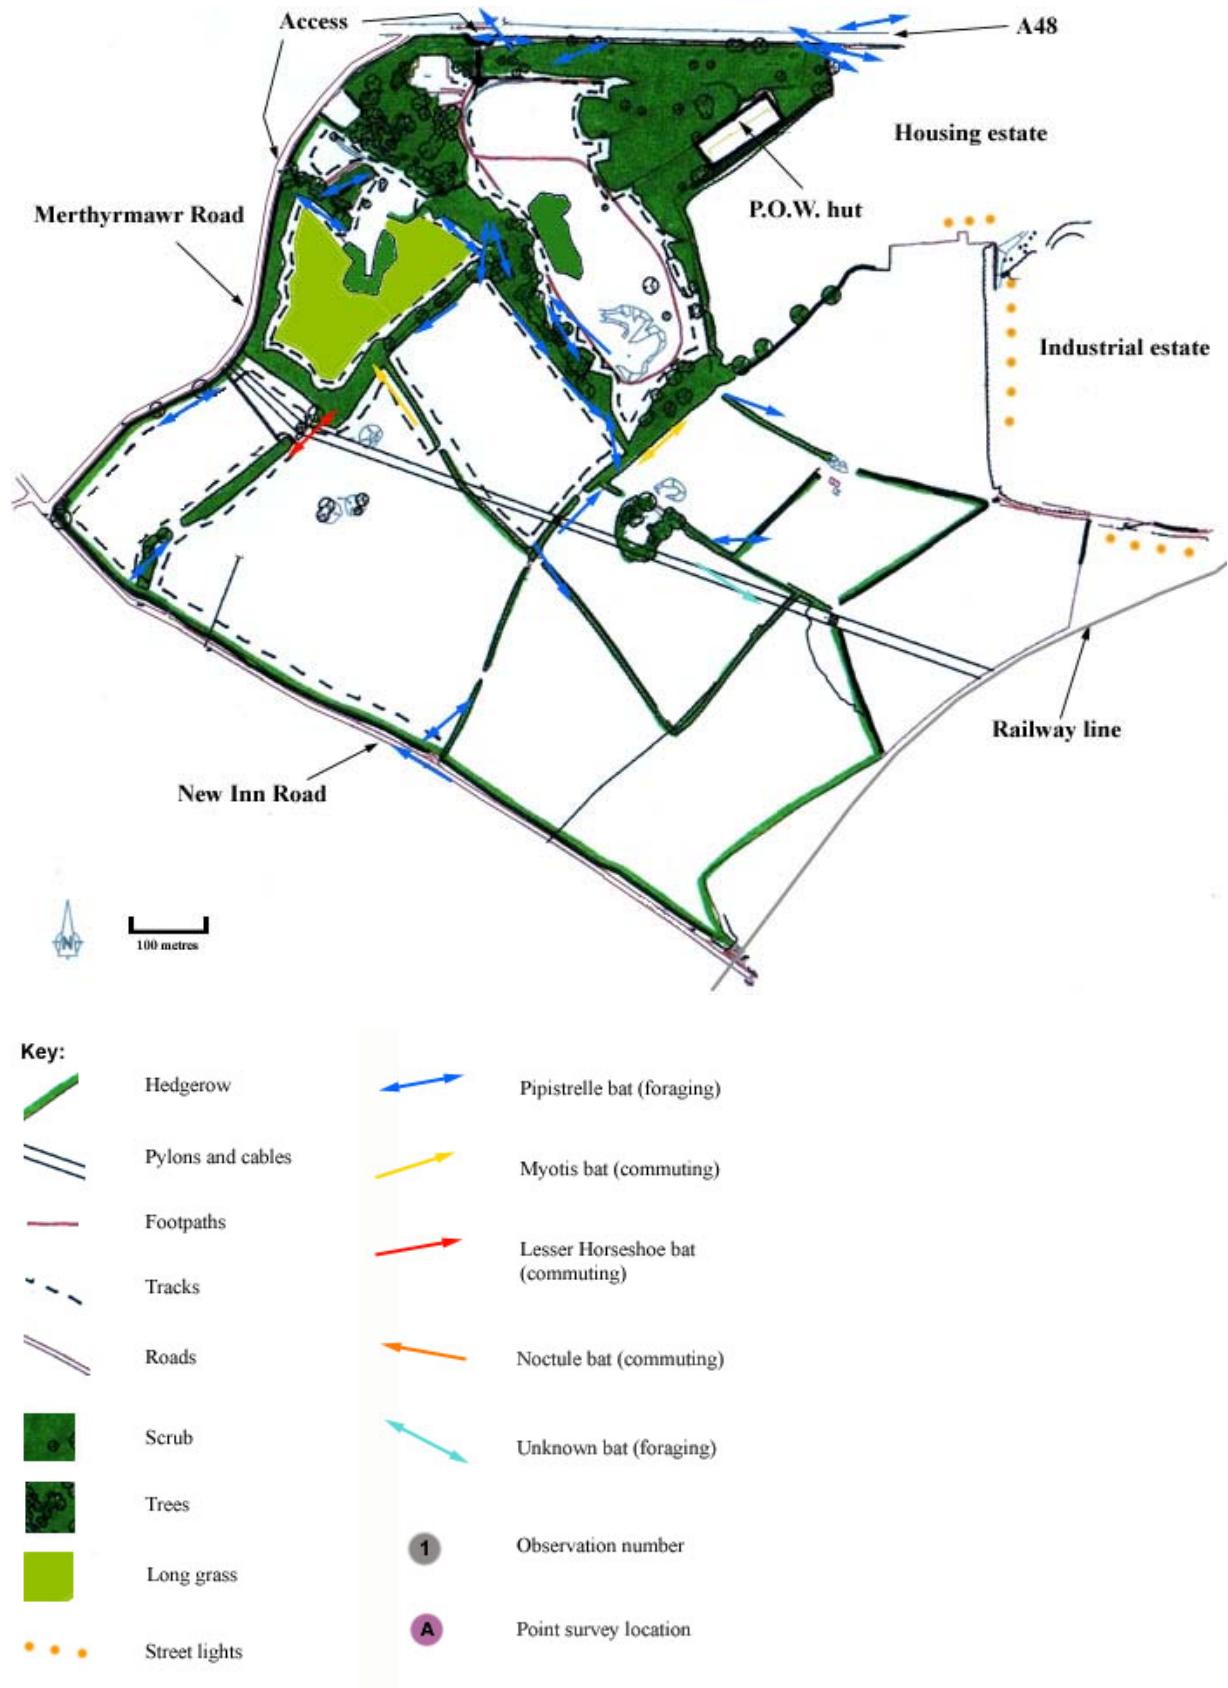 Access
A48
Housing estate
P.O.W. hut
Merthyrmawr Road
Industrial estate
Railway line
New Inn Road
N
100 metres
Key:
Hedgerow
Pylons and cables
Footpaths
Tracks
Roads
Scrub
Trees
Long grass
Street lights
Pipistrelle bat (foraging)
Myotis bat (commuting)
Lesser Horseshoe bat
(commuting)
Noctule bat (commuting)
Unknown bat (foraging)
1
Observation number
A
Point survey location